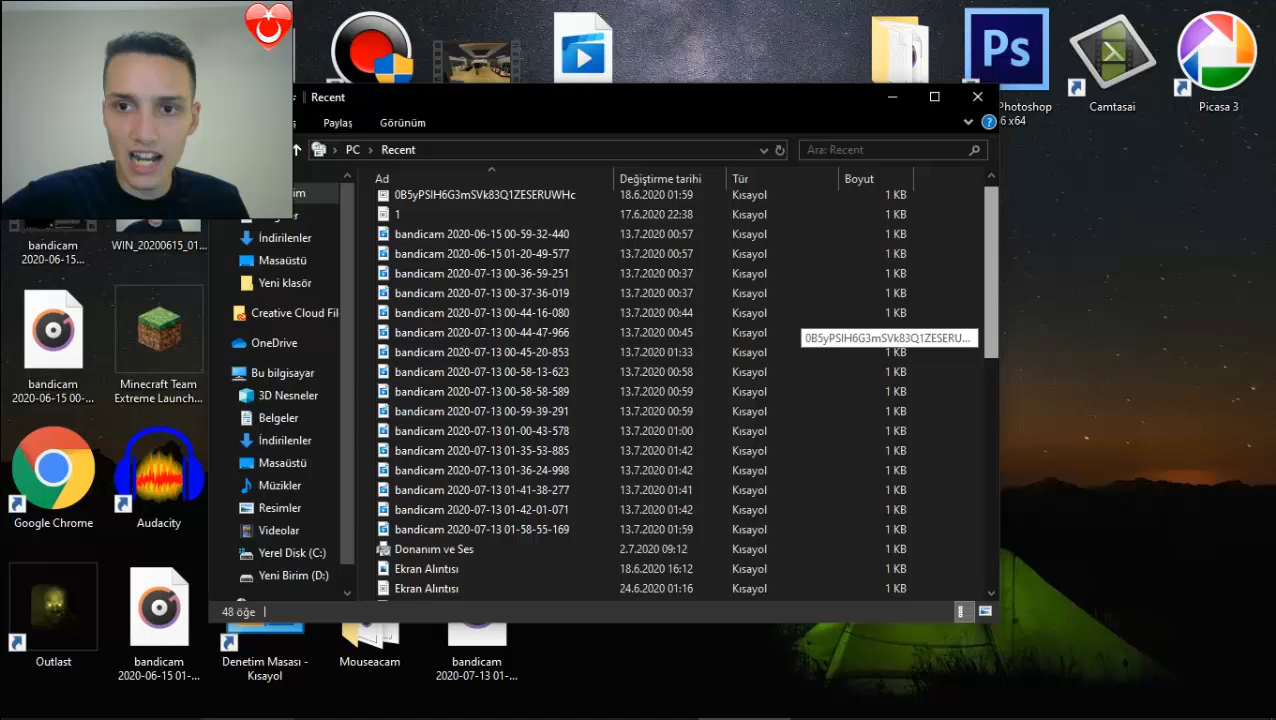 Ps
Photoshop
6 x64
Camtasai
Picasa 3
Recent
Paylaş
Görünüm
PC
Recent
Ara: Recent
Ad
Değiştirme tarihi
Tür
Boyut
0B5yPSIH6G3mSVk83Q1ZESERUWHc 18.6.2020 01:59 Kısayol 1 KB
1 17.6.2020 22:38 Kısayol 1 KB
bandicam 2020-06-15 00-59-32-440 13.7.2020 00:57 Kısayol 1 KB
bandicam 2020-06-15 01-20-49-577 13.7.2020 00:57 Kısayol 1 KB
bandicam 2020-07-13 00-36-59-251 13.7.2020 00:37 Kısayol 1 KB
bandicam 2020-07-13 00-37-36-019 13.7.2020 00:37 Kısayol 1 KB
bandicam 2020-07-13 00-44-16-080 13.7.2020 00:44 Kısayol 1 KB
bandicam 2020-07-13 00-44-47-966 13.7.2020 00:45 Kısayol
0B5yPSIH6G3mSVk83Q1ZESERU...
bandicam 2020-07-13 00-45-20-853 13.7.2020 01:33 Kısayol 1 KB
bandicam 2020-07-13 00-58-13-623 13.7.2020 00:58 Kısayol 1 KB
bandicam 2020-07-13 00-58-58-589 13.7.2020 00:59 Kısayol 1 KB
bandicam 2020-07-13 00-59-39-291 13.7.2020 00:59 Kısayol 1 KB
bandicam 2020-07-13 01-00-43-578 13.7.2020 01:00 Kısayol 1 KB
bandicam 2020-07-13 01-35-53-885 13.7.2020 01:42 Kısayol 1 KB
bandicam 2020-07-13 01-36-24-998 13.7.2020 01:42 Kısayol 1 KB
bandicam 2020-07-13 01-41-38-277 13.7.2020 01:41 Kısayol 1 KB
bandicam 2020-07-13 01-42-01-071 13.7.2020 01:42 Kısayol 1 KB
bandicam 2020-07-13 01-58-55-169 13.7.2020 01:59 Kısayol 1 KB
Donanım ve Ses 2.7.2020 09:12 Kısayol 1 KB
Ekran Alıntısı 18.6.2020 16:12 Kısayol 1 KB
Ekran Alıntısı 24.6.2020 01:16 Kısayol 1 KB
İndirilenler
Masaüstü
Yeni klasör
Creative Cloud Fil
OneDrive
Bu bilgisayar
3D Nesneler
Belgeler
İndirilenler
Masaüstü
Müzikler
Resimler
Videolar
Yerel Disk (C:)
Yeni Birim (D:)
48 öğe
bandicam
2020-06-15...
WIN_20200615_01...
bandicam
2020-06-15 00-...
Minecraft Team
Extreme Launch...
Google Chrome
Audacity
Outlast
bandicam
2020-06-15 01-...
Denetim Masası -
Kısayol
Mouseacam
bandicam
2020-07-13 01-...